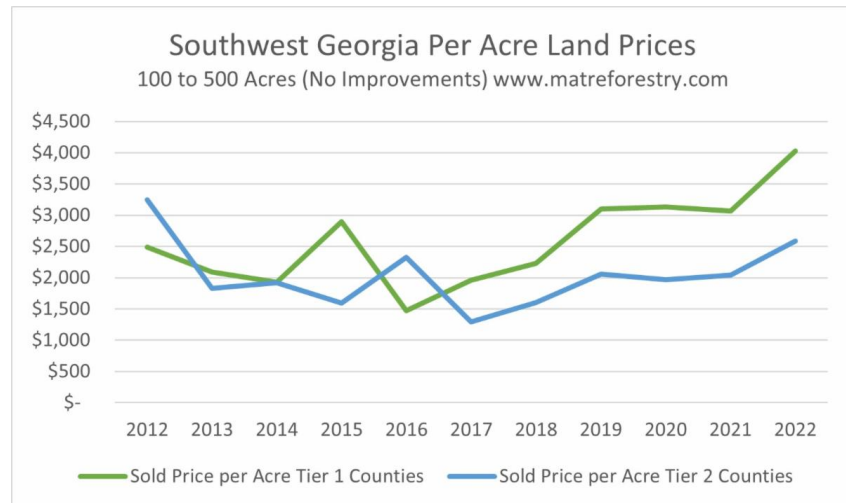 Southwest Georgia Per Acre Land Prices
100 to 500 Acres (No Improvements) www.matreforestry.com
$4,500
$4,000
$3,500
$3,000
$2,500
$2,000
$1,500
$1,000
$500
$-
2012 2013 2014 2015 2016 2017 2018 2019 2020 2021 2022
Sold Price per Acre Tier 1 Counties Sold Price per Acre Tier 2 Counties